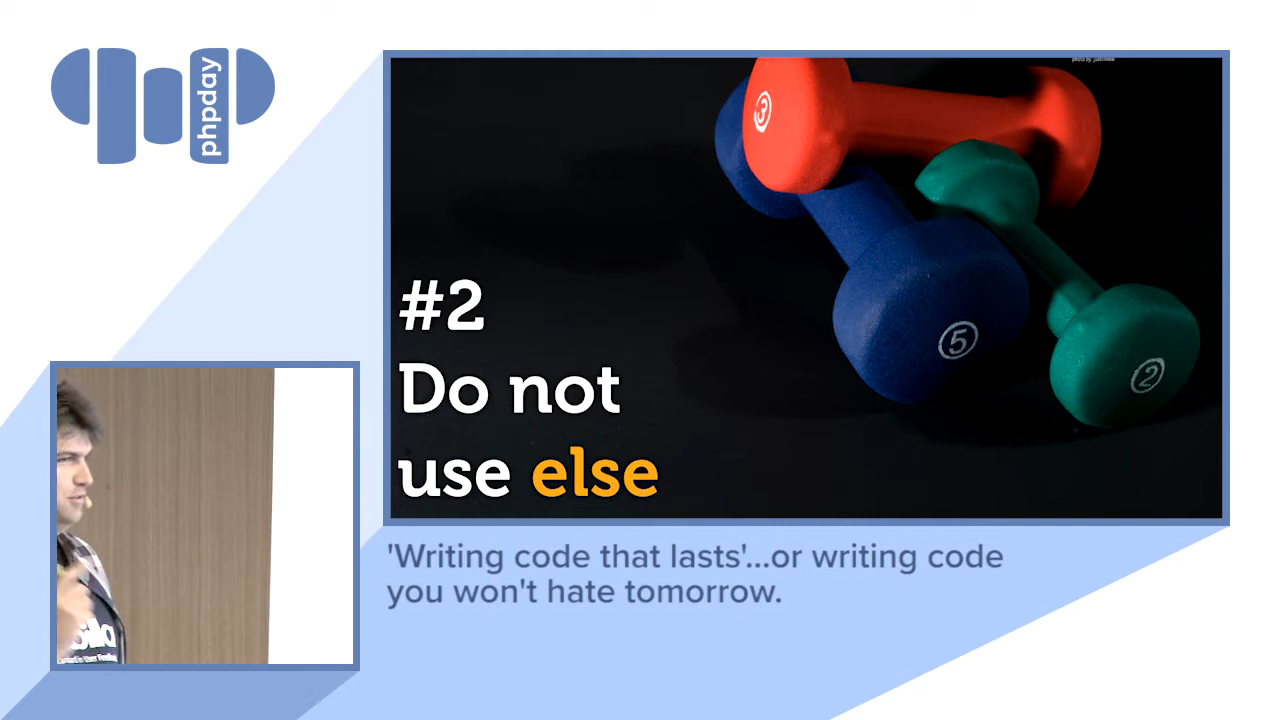 phpday
3
5
2
#2
Do not
use else
'Writing code that lasts'...or writing code
you won't hate tomorrow.